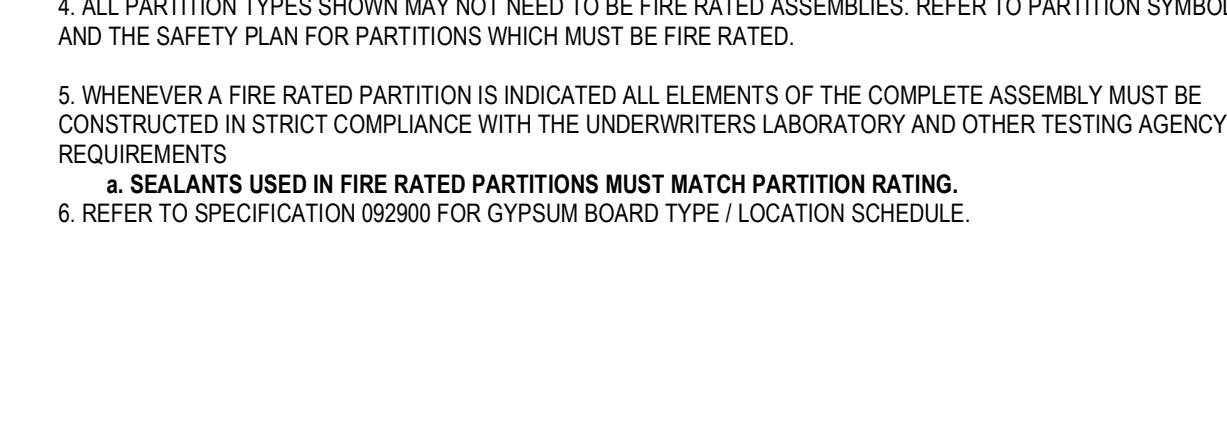 4. ALL PARTITION TYPES SHOWN MAY NOT NEED TO BE FIRE RATED ASSEMBLIES. REFER TO PARTITION SYMBOL
AND THE SAFETY PLAN FOR PARTITIONS WHICH MUST BE FIRE RATED.
5. WHENEVER A FIRE RATED PARTITION IS INDICATED ALL ELEMENTS OF THE COMPLETE ASSEMBLY MUST BE
CONSTRUCTED IN STRICT COMPLIANCE WITH THE UNDERWRITERS LABORATORY AND OTHER TESTING AGENCY
REQUIREMENTS
a. SEALANTS USED IN FIRE RATED PARTITIONS MUST MATCH PARTITION RATING.
6. REFER TO SPECIFICATION 092900 FOR GYPSUM BOARD TYPE / LOCATION SCHEDULE.